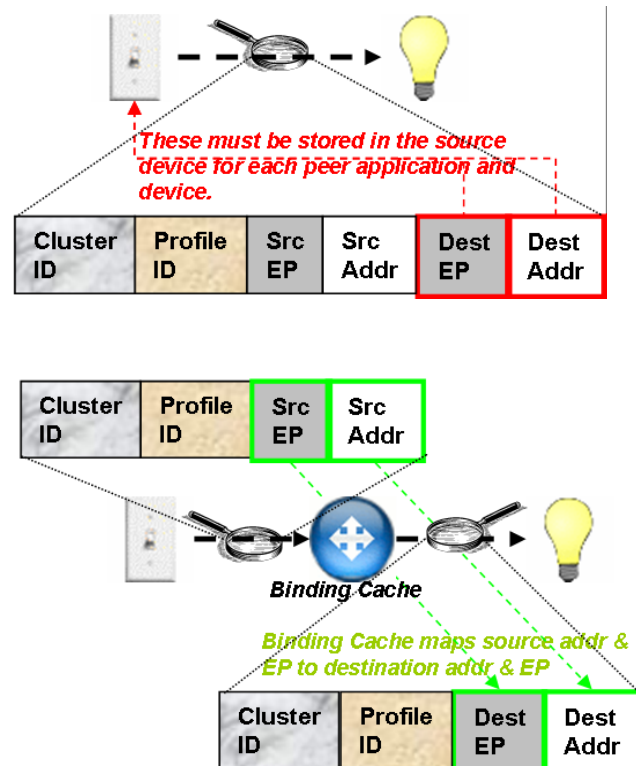 These must be stored in the source
device for each peer application and
device.
Cluster ID
Profile ID
Src EP
Src Addr
Dest EP
Dest Addr
Cluster ID
Profile ID
Src EP
Src Addr
Binding Cache
Binding Cache maps source addr &
EP to destination addr & EP
Cluster ID
Profile ID
Dest EP
Dest Addr